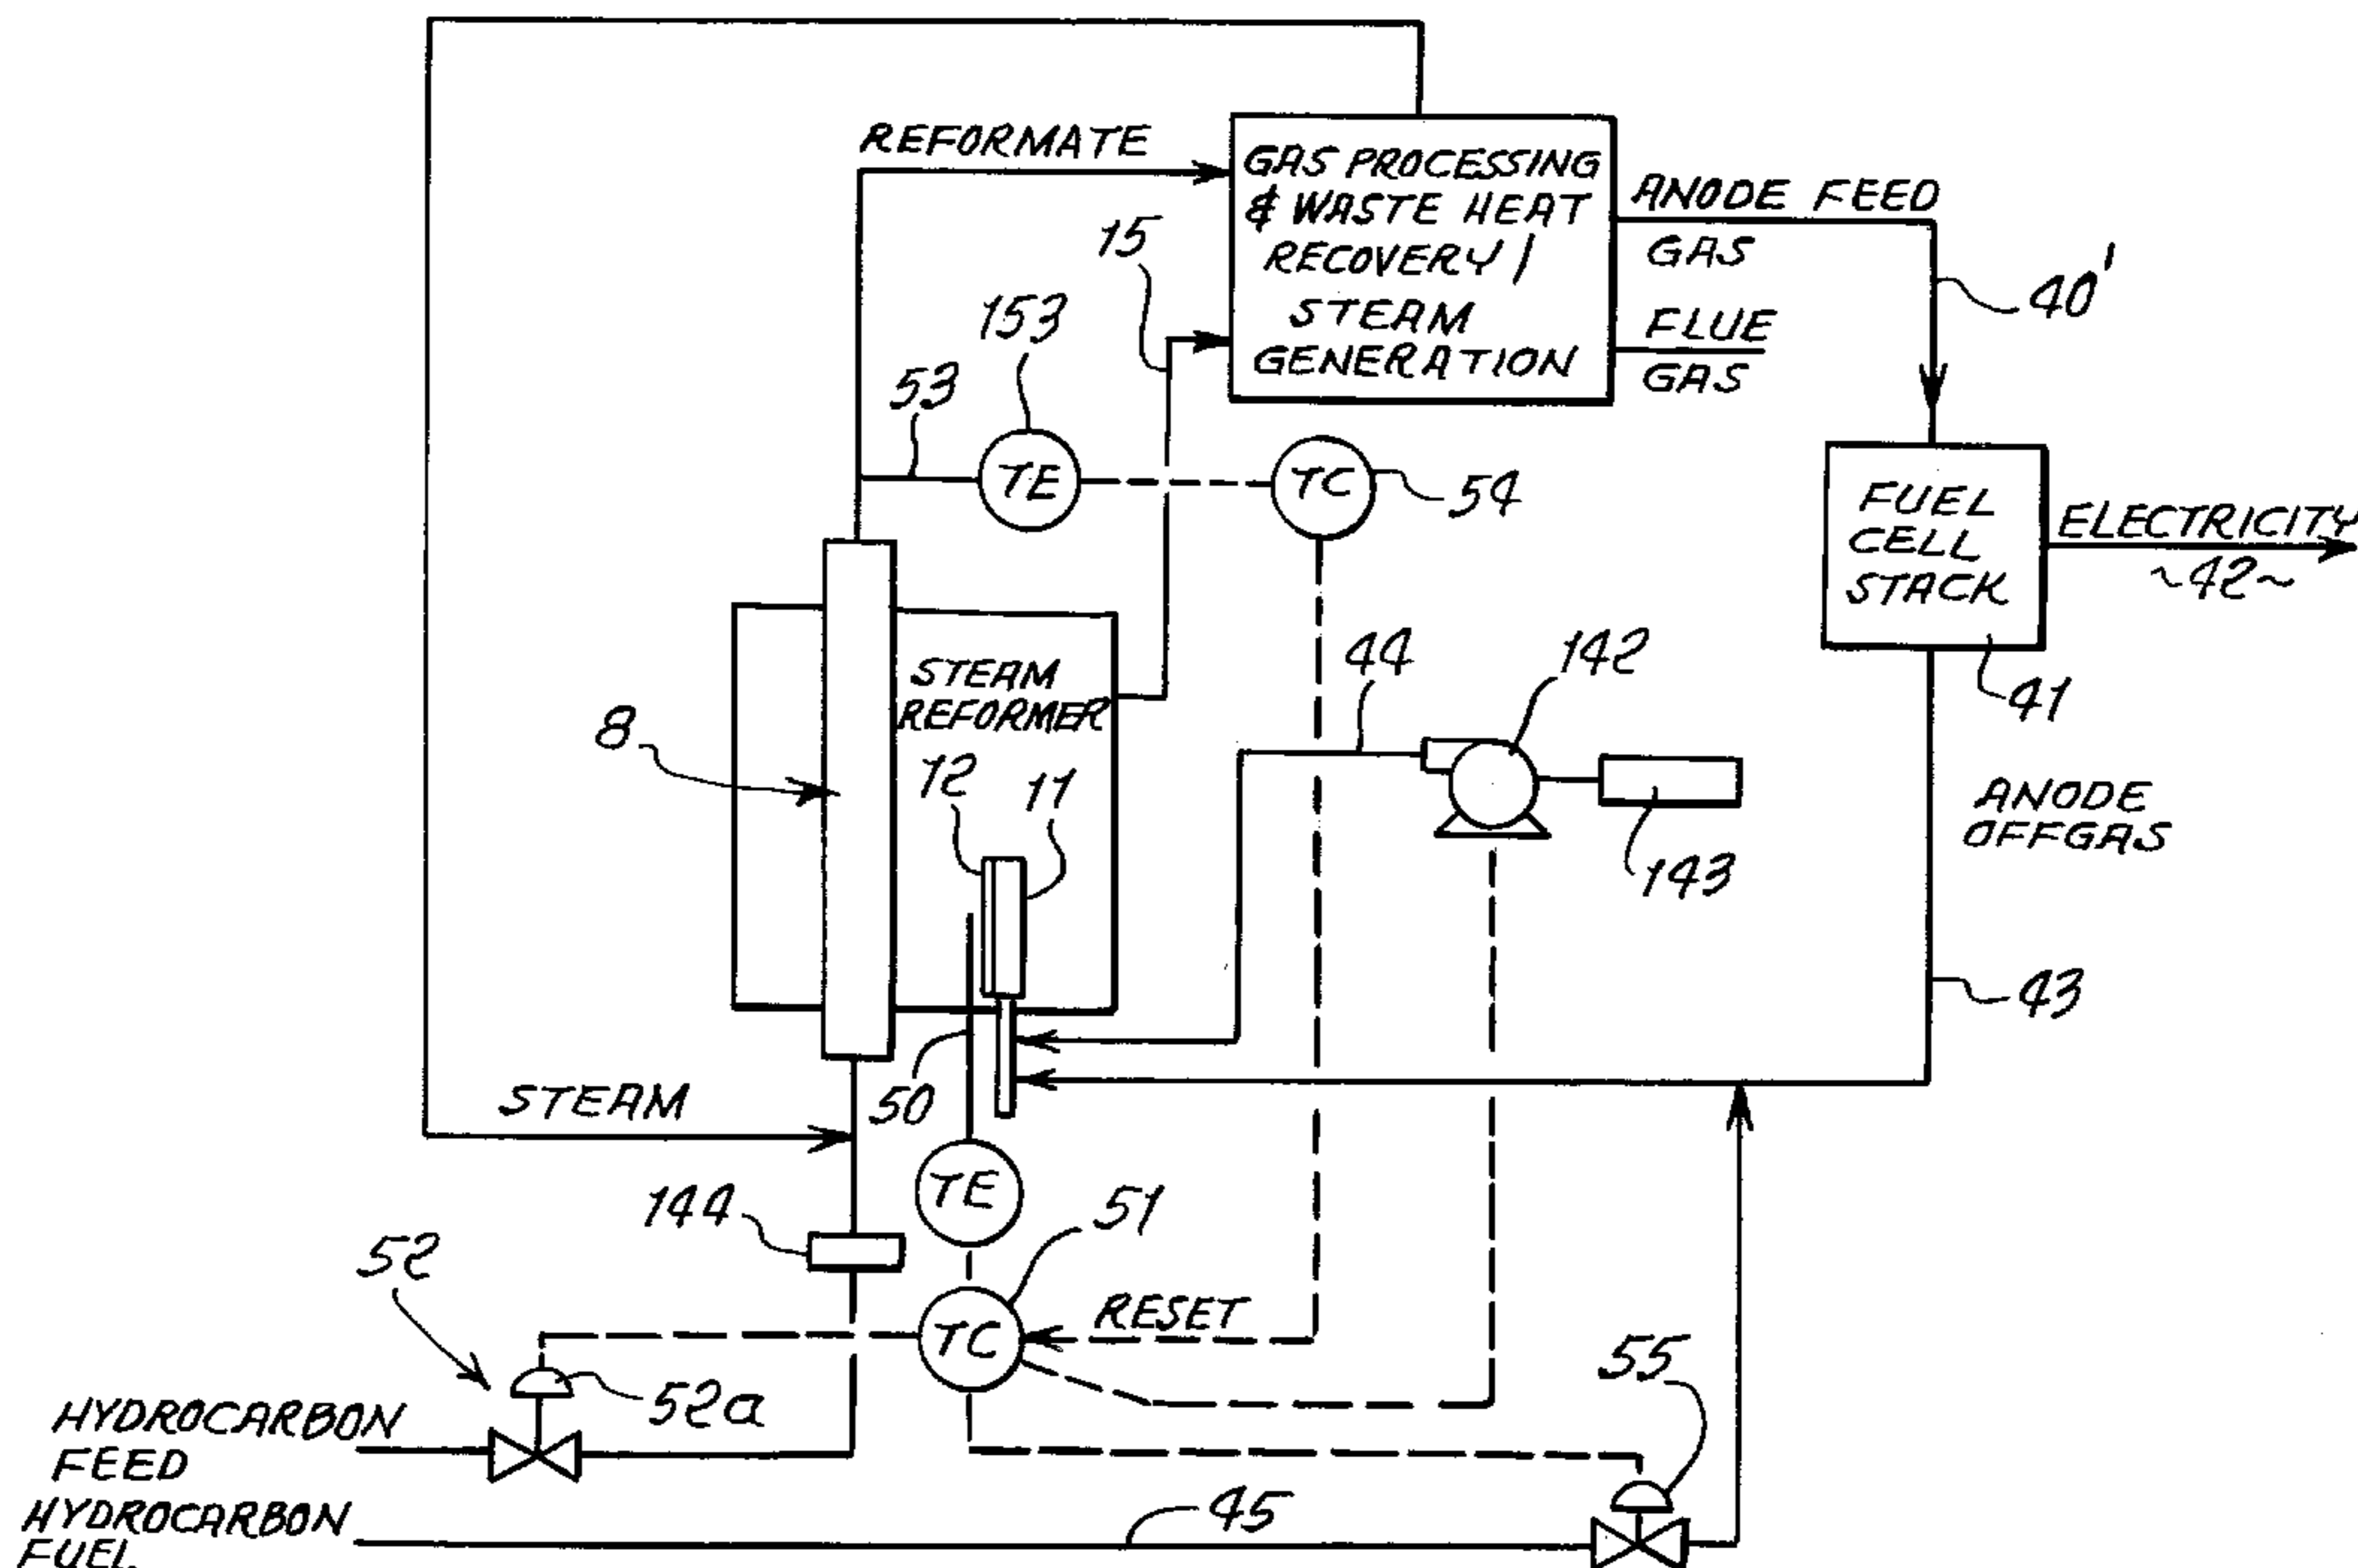 REFORMATE
GAS PROCESSING
& WASTE HEAT
RECOVERY /
STEAM
GENERATION
ANODE FEED
GAS
FLUE
GAS
40'
15
153
53
TE
TC
54
FUEL
CELL
STACK
ELECTRICITY
~42~
41
STEAM
REFORMER
8
12
11
44
142
143
ANODE
OFFGAS
43
50
STEAM
TE
144
51
52
TC
RESET
52a
55
HYDROCARBON
FEED
HYDROCARBON
FUEL
45